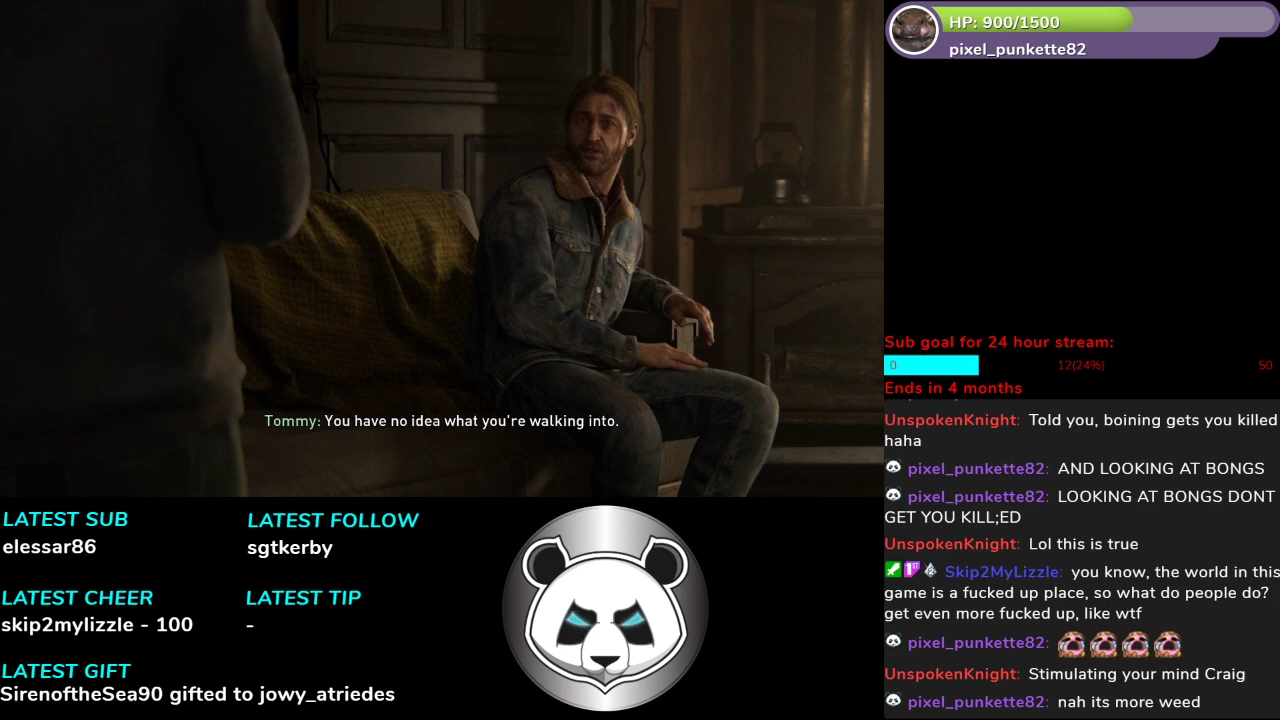 HP: 900/1500
pixel_punkette82
Tommy: You have no idea what you're walking into.
Sub goal for 24 hour stream:
0 12(24%) 50
Ends in 4 months
UnspokenKnight: Told you, boining gets you killed
haha
pixel_punkette82: AND LOOKING AT BONGS
pixel_punkette82: LOOKING AT BONGS DONT
GET YOU KILL;ED
UnspokenKnight: Lol this is true
1ST 2 Skip2MyLizzle: you know, the world in this
game is a fucked up place, so what do people do?
get even more fucked up, like wtf
pixel_punkette82:
UnspokenKnight: Stimulating your mind Craig
pixel_punkette82: nah its more weed
LATEST SUB
elessar86
LATEST FOLLOW
sgtkerby
LATEST CHEER
skip2mylizzle - 100
LATEST TIP
-
LATEST GIFT
SirenoftheSea90 gifted to jowy_atriedes